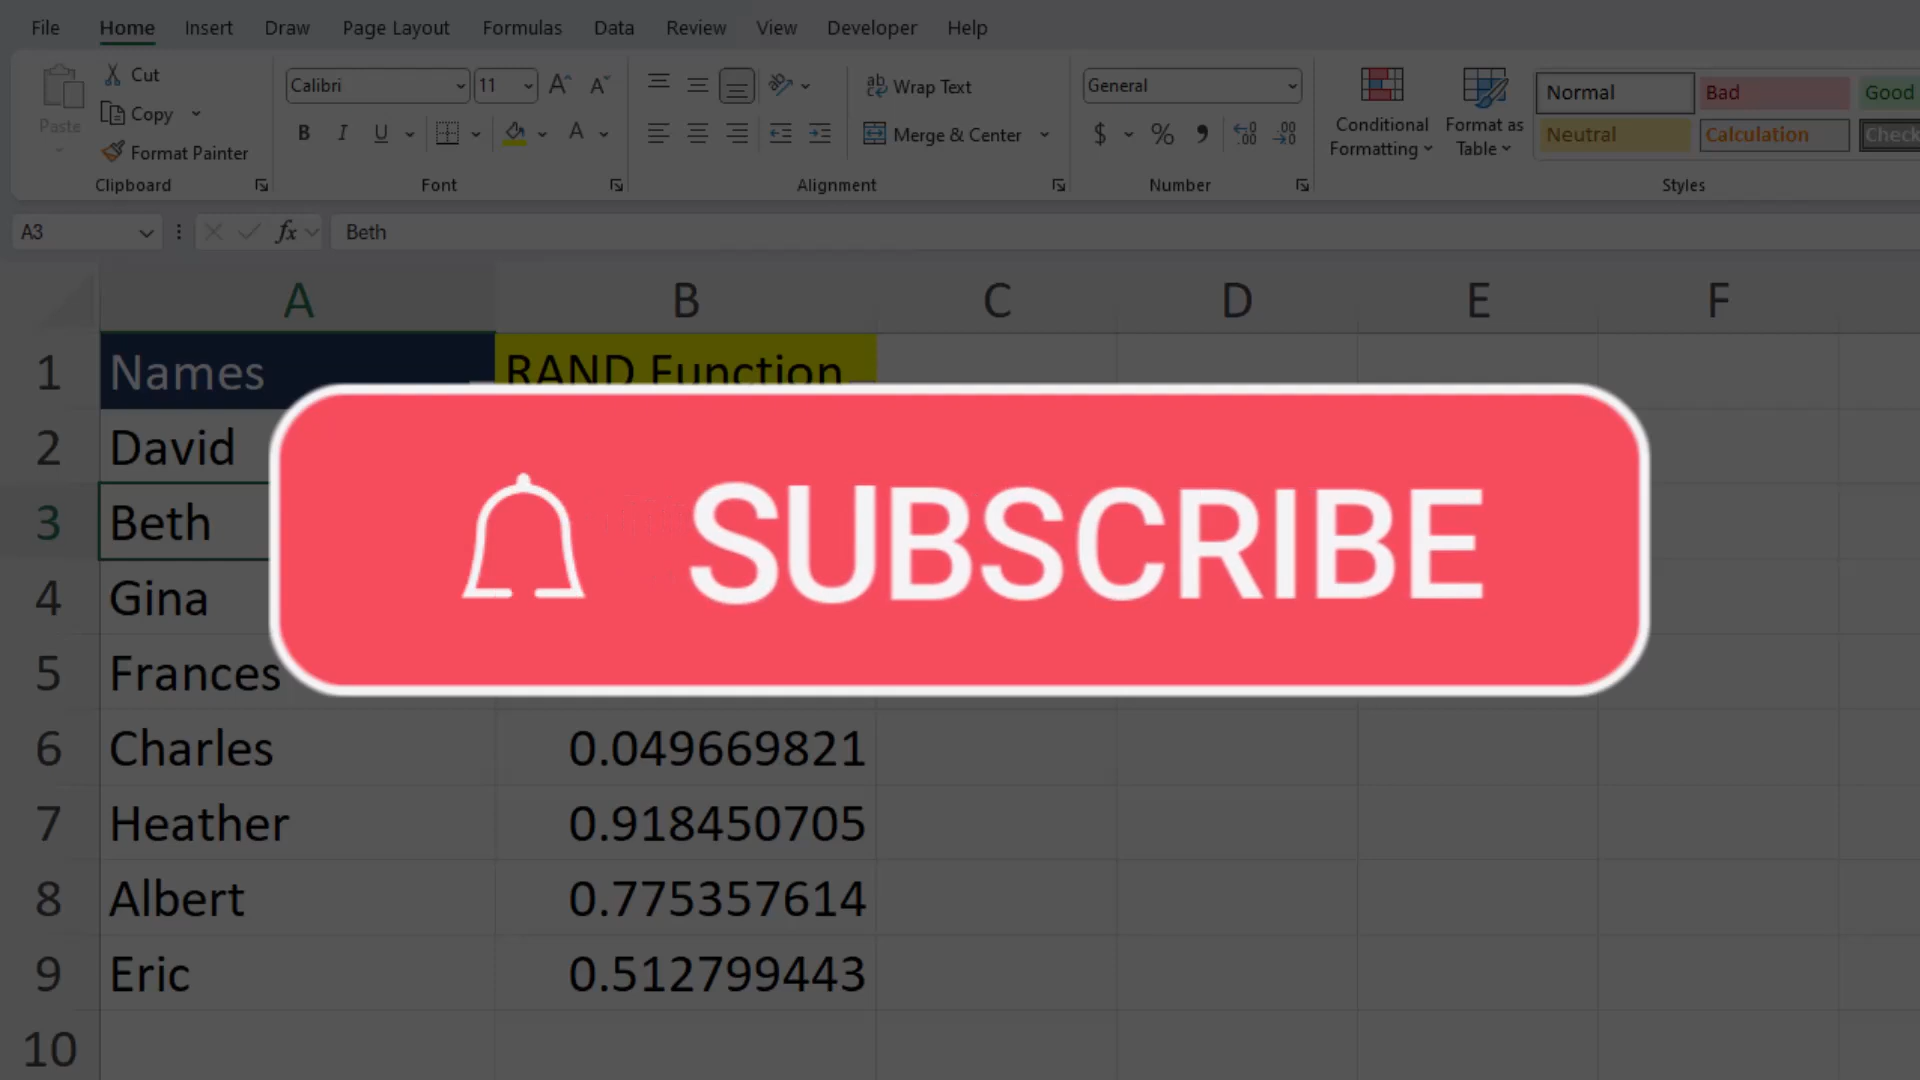 File Home Insert Draw Page Layout Formulas Data Review View Developer Help
Paste
Cut
Copy
Format Painter
Clipboard
Calibri 11
B I U A
Font
ab Wrap Text
Merge & Center
Alignment
General
$ % 9
Number
Conditional Formatting
Format as Table
Normal Bad Good
Neutral Calculation Check
Styles
A3 fx Beth
A B C D E F
1 Names RAND Function
2 David
3 Beth
4 Gina
5 Frances
6 Charles 0.049669821
7 Heather 0.918450705
8 Albert 0.775357614
9 Eric 0.512799443
10
SUBSCRIBE